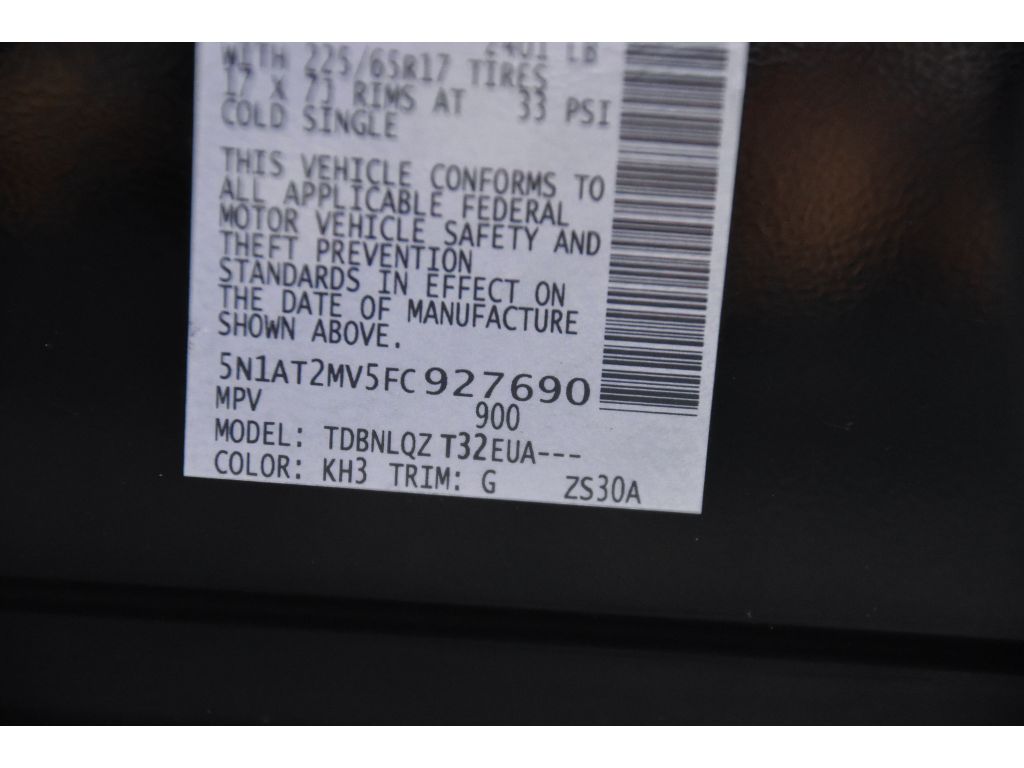 2401 LB
WITH 225/65R17 TIRES
17 X 7J RIMS AT 33 PSI
COLD SINGLE
THIS VEHICLE CONFORMS TO
ALL APPLICABLE FEDERAL
MOTOR VEHICLE SAFETY AND
THEFT PREVENTION
STANDARDS IN EFFECT ON
THE DATE OF MANUFACTURE
SHOWN ABOVE.
5N1AT2MV5FC927690
MPV 900
MODEL: TDBNLQZ T32EUA---
COLOR: KH3 TRIM: G ZS30A